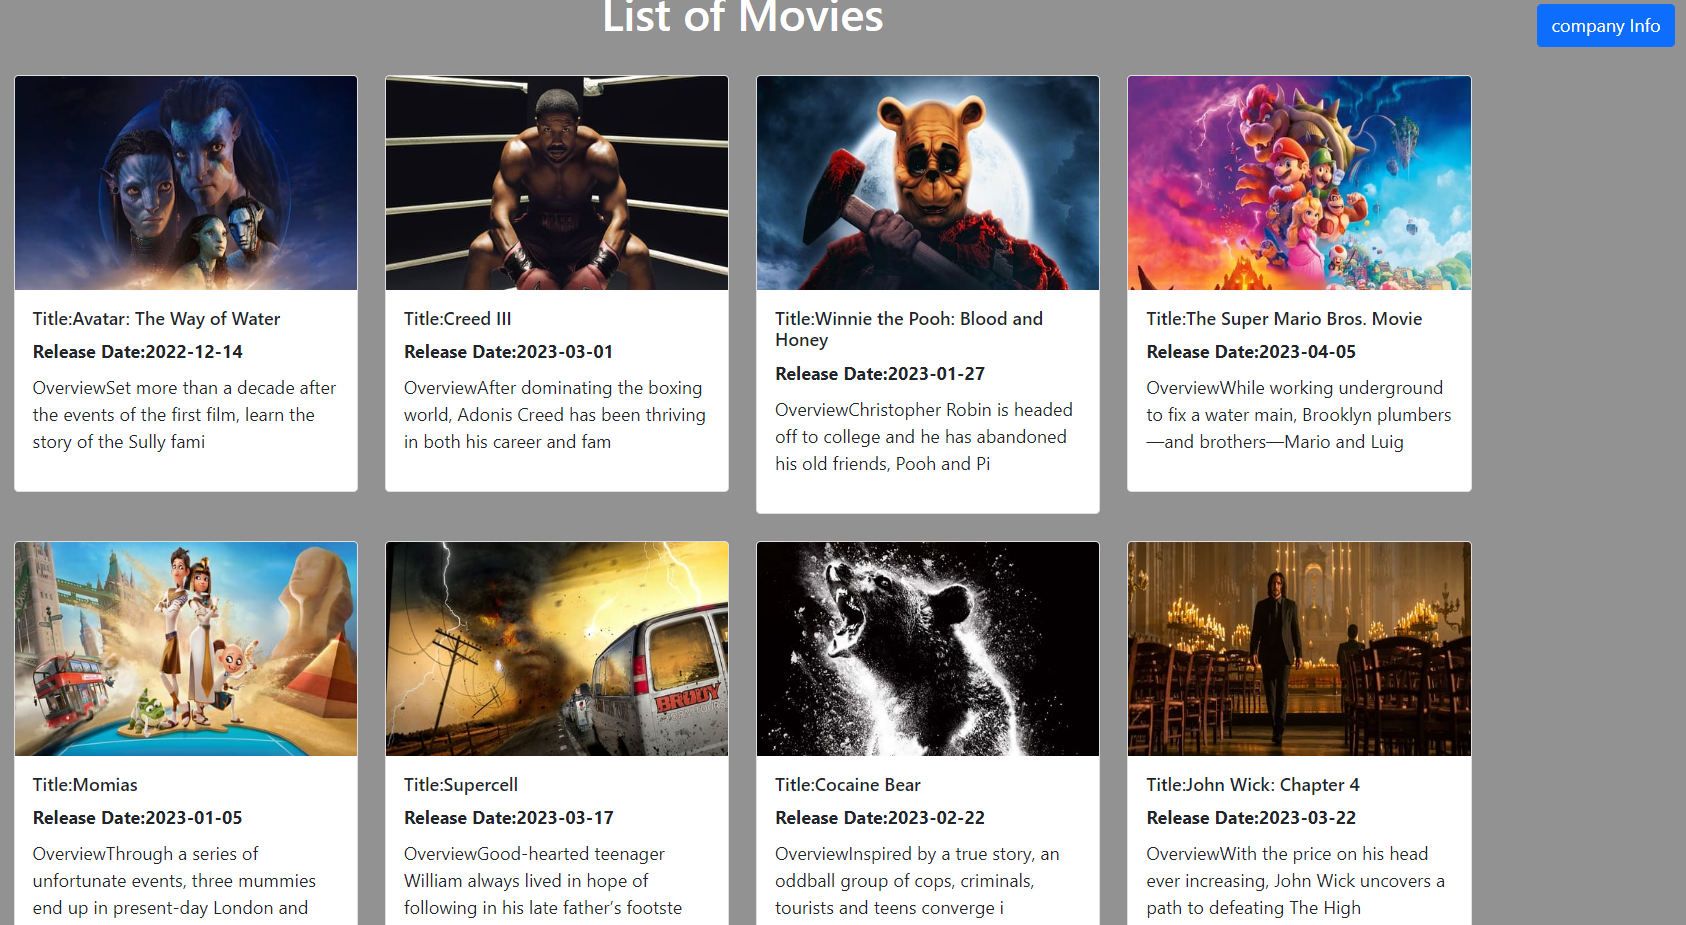 List of Movies
company Info
Title:Avatar: The Way of Water
Release Date:2022-12-14
OverviewSet more than a decade after
the events of the first film, learn the
story of the Sully fami
Title:Creed III
Release Date:2023-03-01
OverviewAfter dominating the boxing
world, Adonis Creed has been thriving
in both his career and fam
Title:Winnie the Pooh: Blood and
Honey
Release Date:2023-01-27
OverviewChristopher Robin is headed
off to college and he has abandoned
his old friends, Pooh and Pi
Title:The Super Mario Bros. Movie
Release Date:2023-04-05
OverviewWhile working underground
to fix a water main, Brooklyn plumbers
—and brothers—Mario and Luig
BRODY
Title:Momias
Release Date:2023-01-05
OverviewThrough a series of
unfortunate events, three mummies
end up in present-day London and
Title:Supercell
Release Date:2023-03-17
OverviewGood-hearted teenager
William always lived in hope of
following in his late father’s footste
Title:Cocaine Bear
Release Date:2023-02-22
OverviewInspired by a true story, an
oddball group of cops, criminals,
tourists and teens converge i
Title:John Wick: Chapter 4
Release Date:2023-03-22
OverviewWith the price on his head
ever increasing, John Wick uncovers a
path to defeating The High